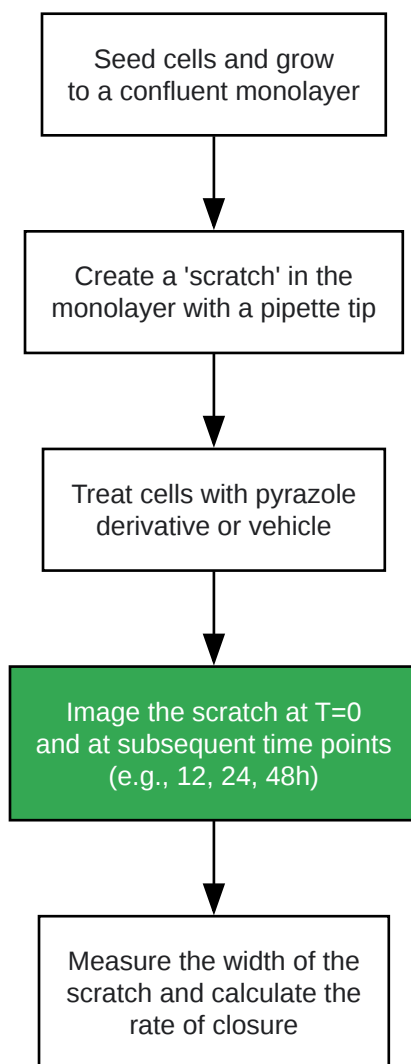 Seed cells and grow
to a confluent monolayer
Create a 'scratch' in the
monolayer with a pipette tip
Treat cells with pyrazole
derivative or vehicle
Image the scratch at T=0
and at subsequent time points
(e.g., 12, 24, 48h)
Measure the width of the
scratch and calculate the
rate of closure